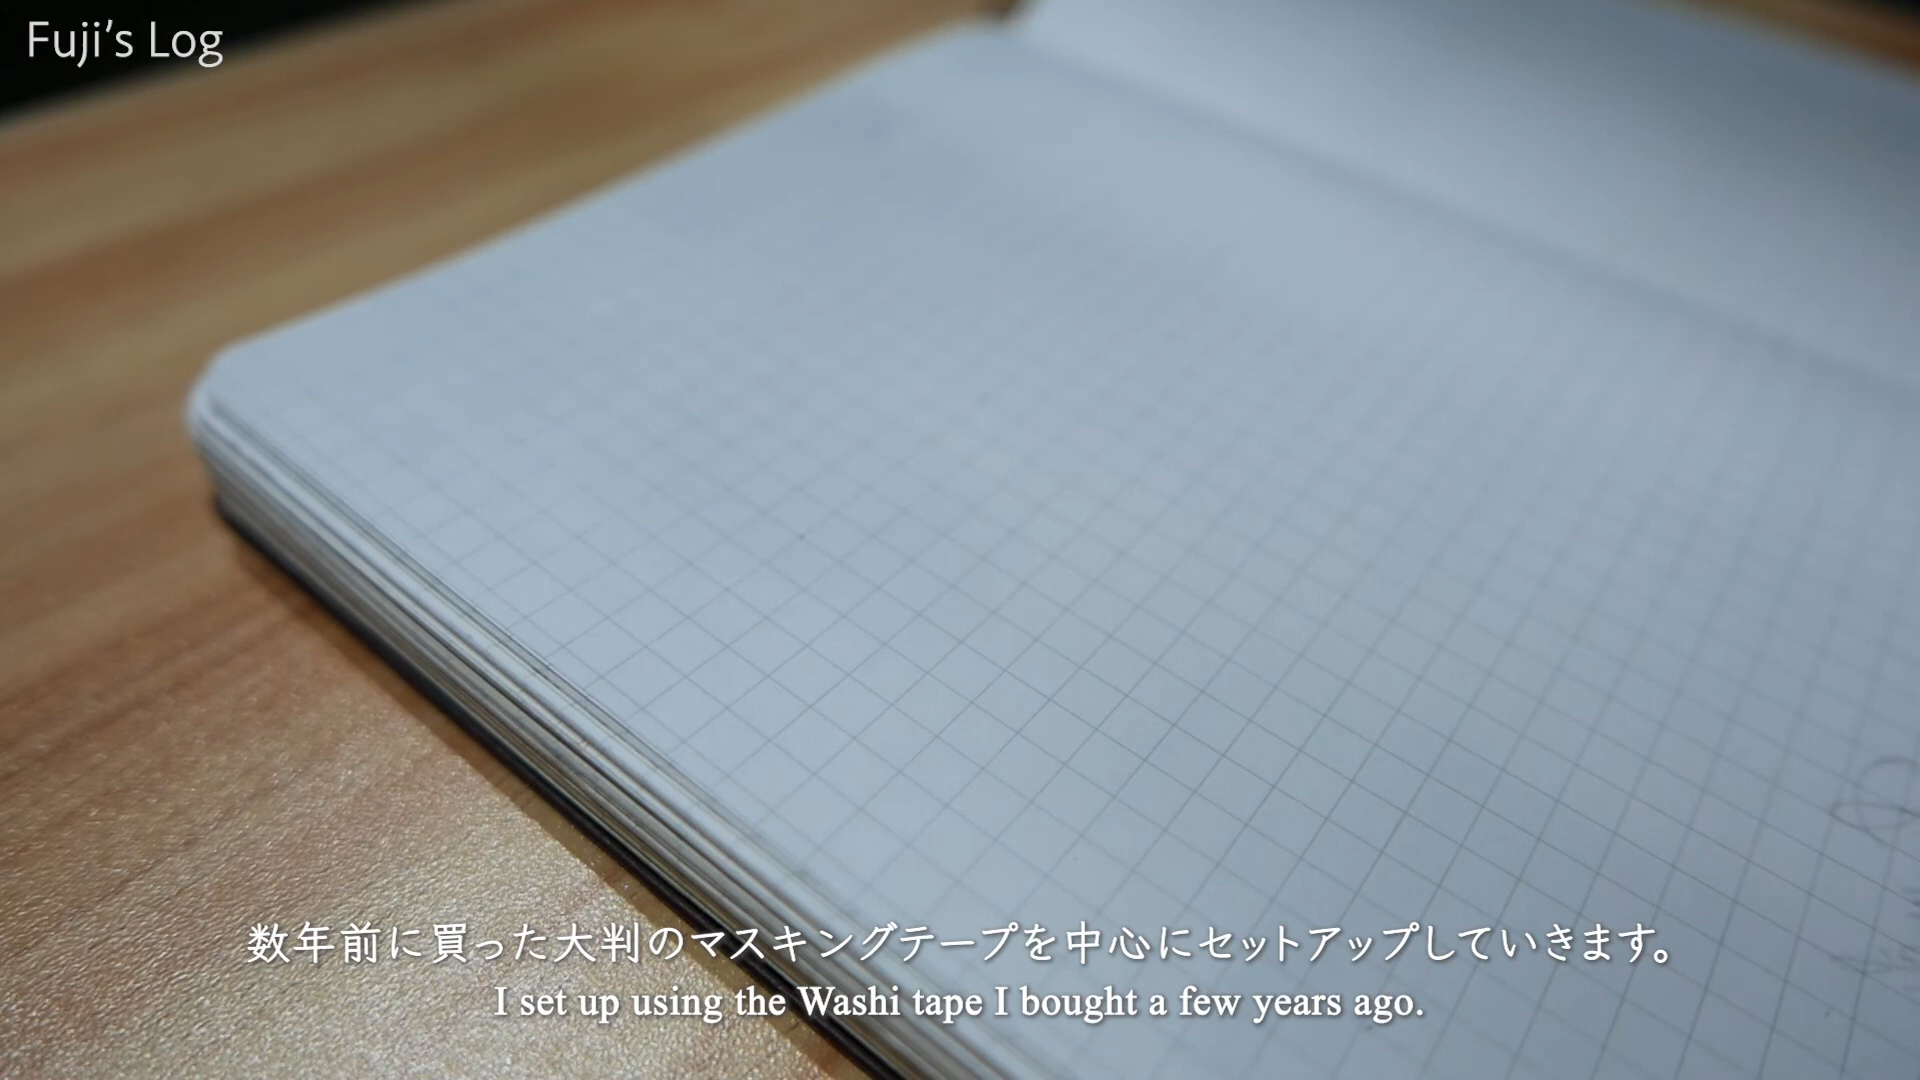 Fuji's Log
数年前に買った大判のマスキングテープを中心にセットアップしていきます。
I set up using the Washi tape I bought a few years ago.